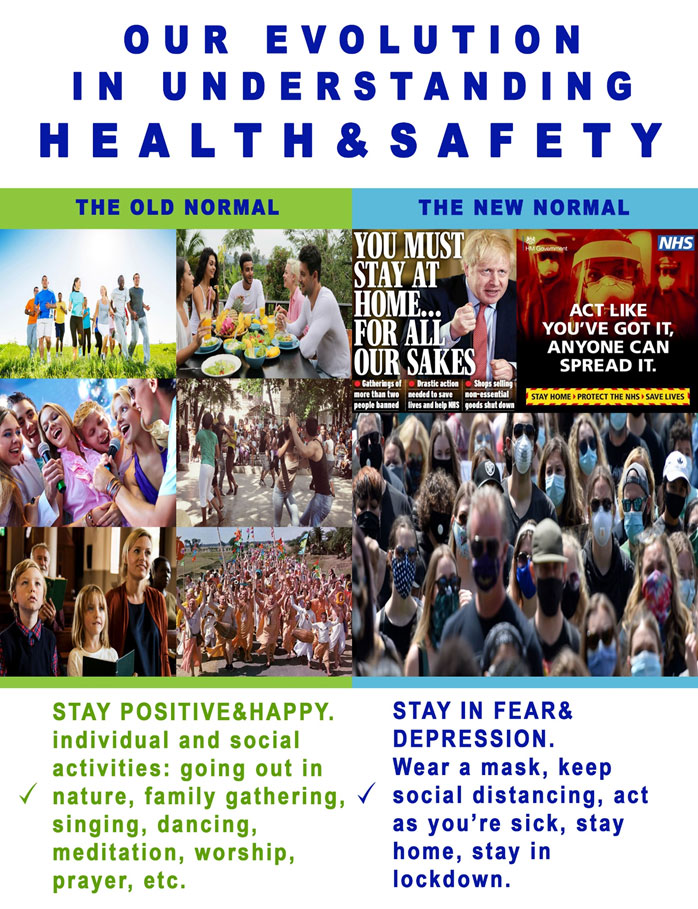 OUR EVOLUTION
IN UNDERSTANDING
HEALTH&SAFETY
THE OLD NORMAL
THE NEW NORMAL
YOU MUST
STAY AT
HOME...
FOR ALL
OUR SAKES
Gatherings of
more than two
people banned
Drastic action
needed to save
lives and help NHS
Shops selling
non-essential
goods shut down
HM Government
NHS
ACT LIKE
YOU'VE GOT IT,
ANYONE CAN
SPREAD IT.
STAY HOME › PROTECT THE NHS › SAVE LIVES
STAY POSITIVE&HAPPY.
individual and social
activities: going out in
nature, family gathering,
singing, dancing,
meditation, worship,
prayer, etc.
STAY IN FEAR&
DEPRESSION.
Wear a mask, keep
social distancing, act
as you're sick, stay
home, stay in
lockdown.